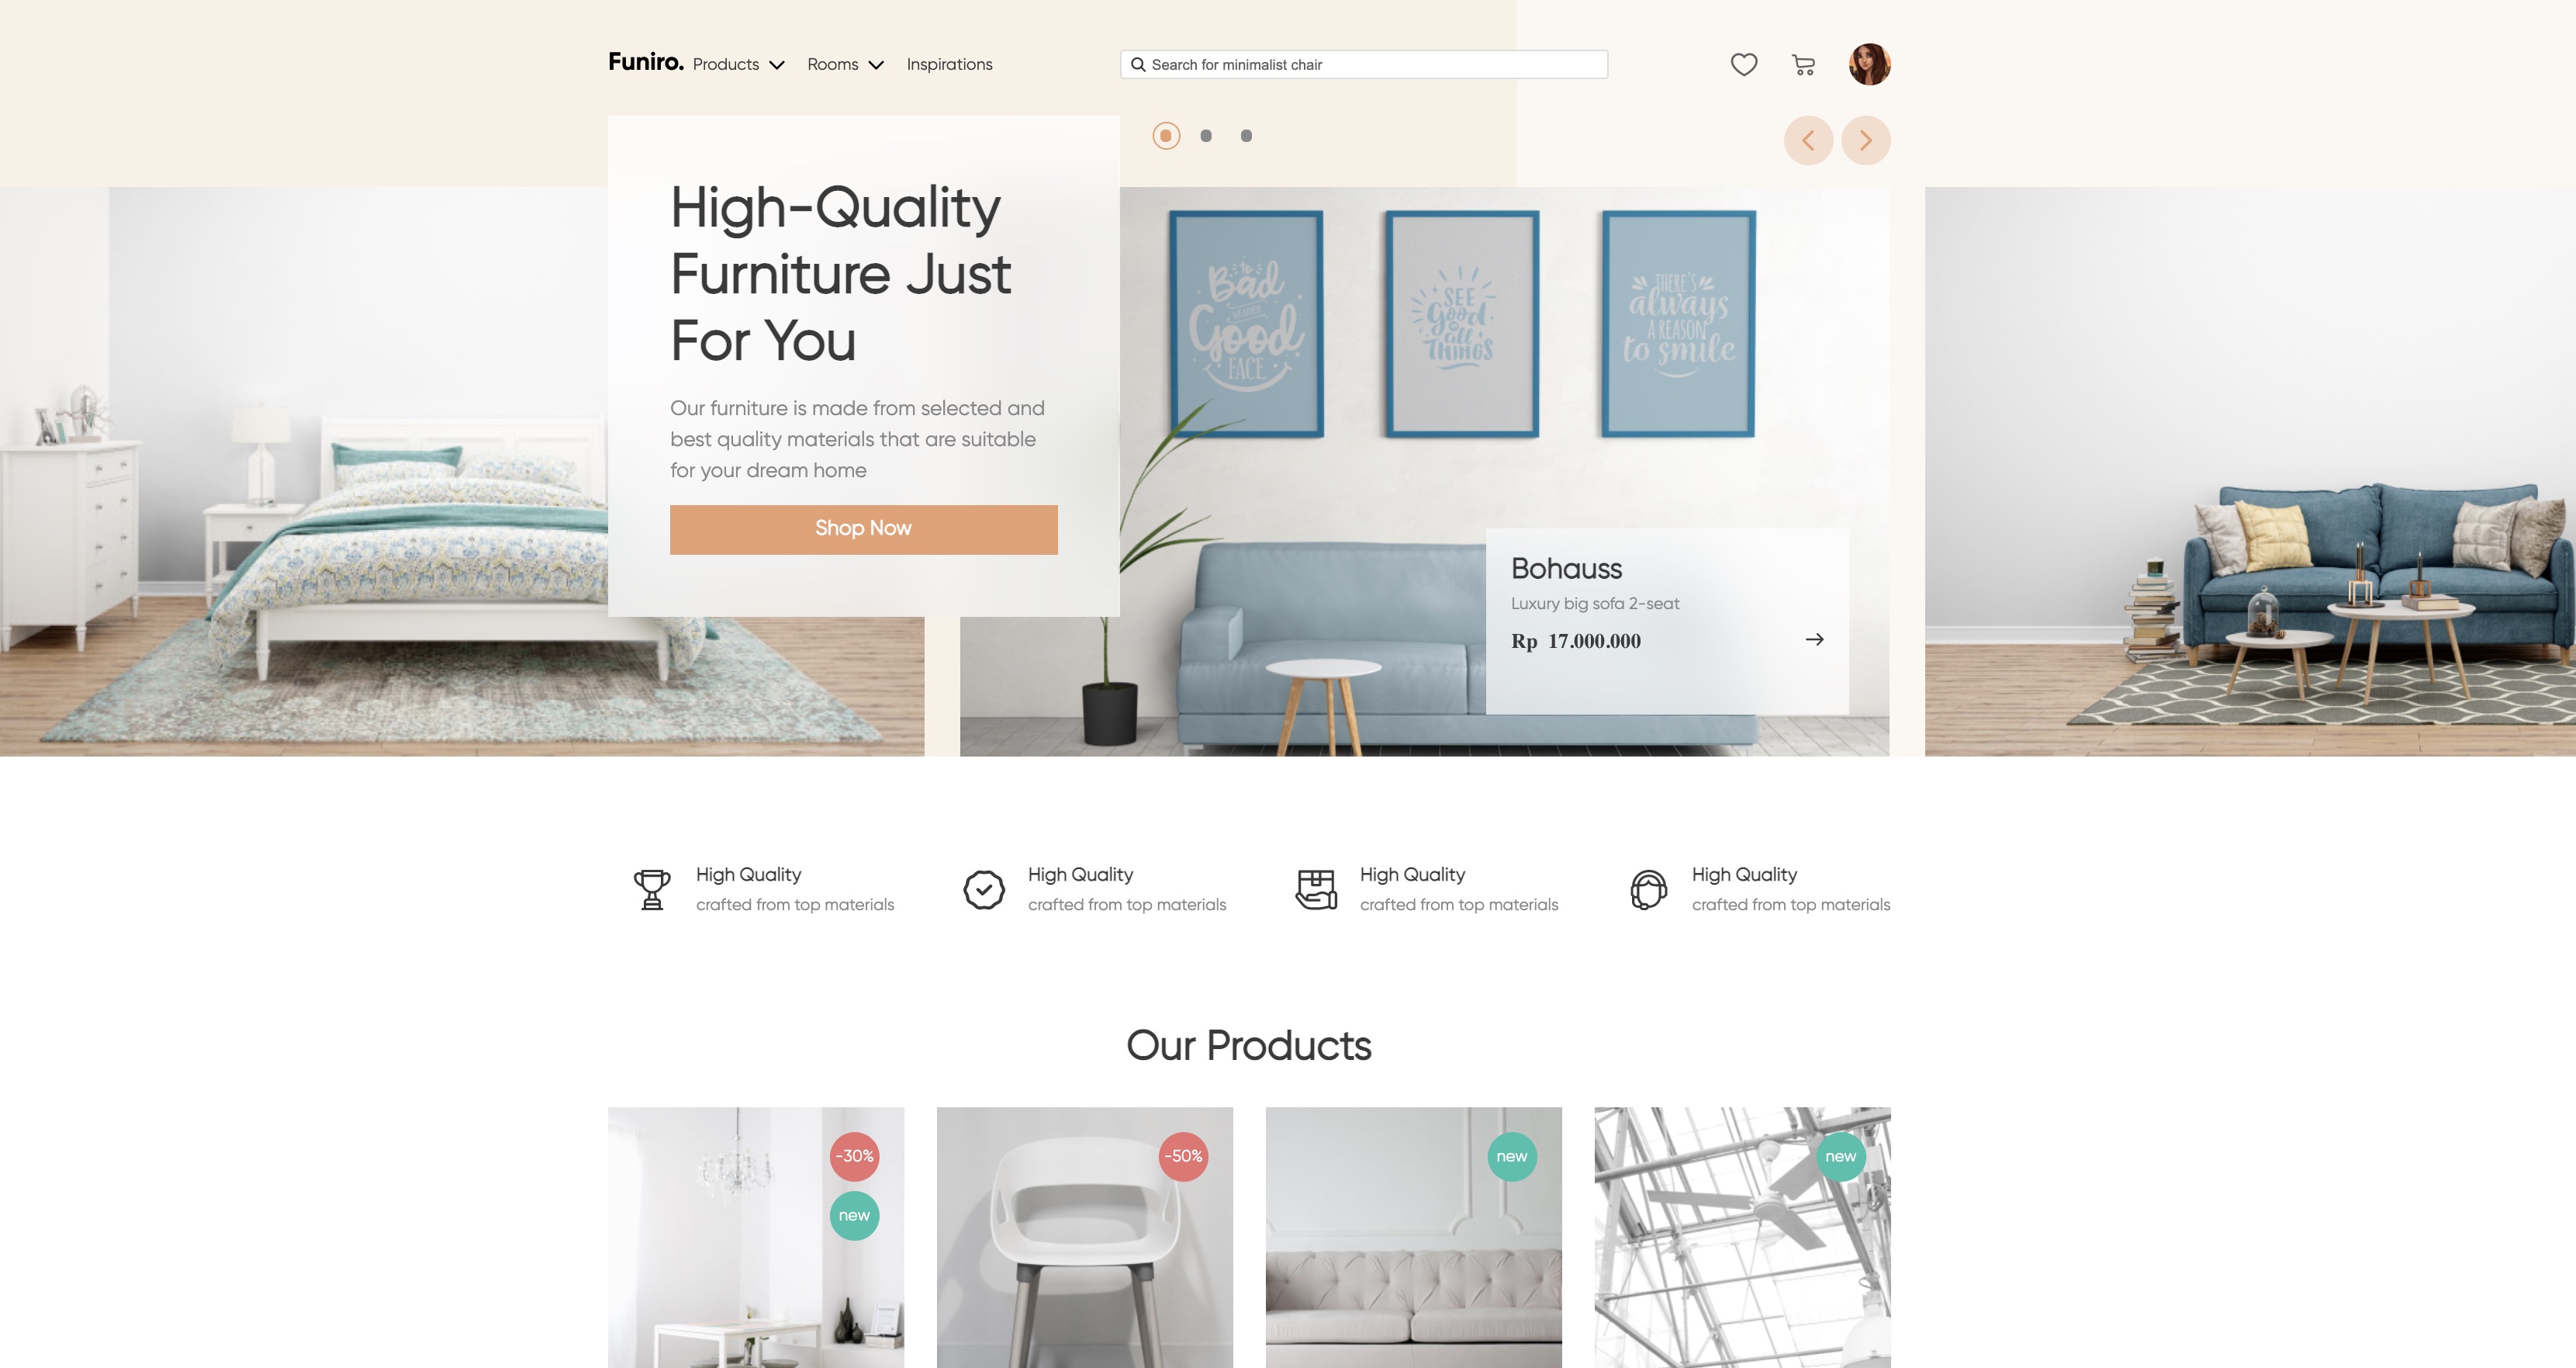 Funiro. Products Rooms Inspirations Search for minimalist chair
High-Quality
Furniture Just
For You
Our furniture is made from selected and
best quality materials that are suitable
for your dream home
Shop Now
to
Bad
WEATHER
Good
FACE
SEE
Good
in
all
THINGS
THERE'S
always
A REASON
to smile
Bohauss
Luxury big sofa 2-seat
Rp 17.000.000
High Quality
crafted from top materials
High Quality
crafted from top materials
High Quality
crafted from top materials
High Quality
crafted from top materials
Our Products
-30%
new
-50%
new
new